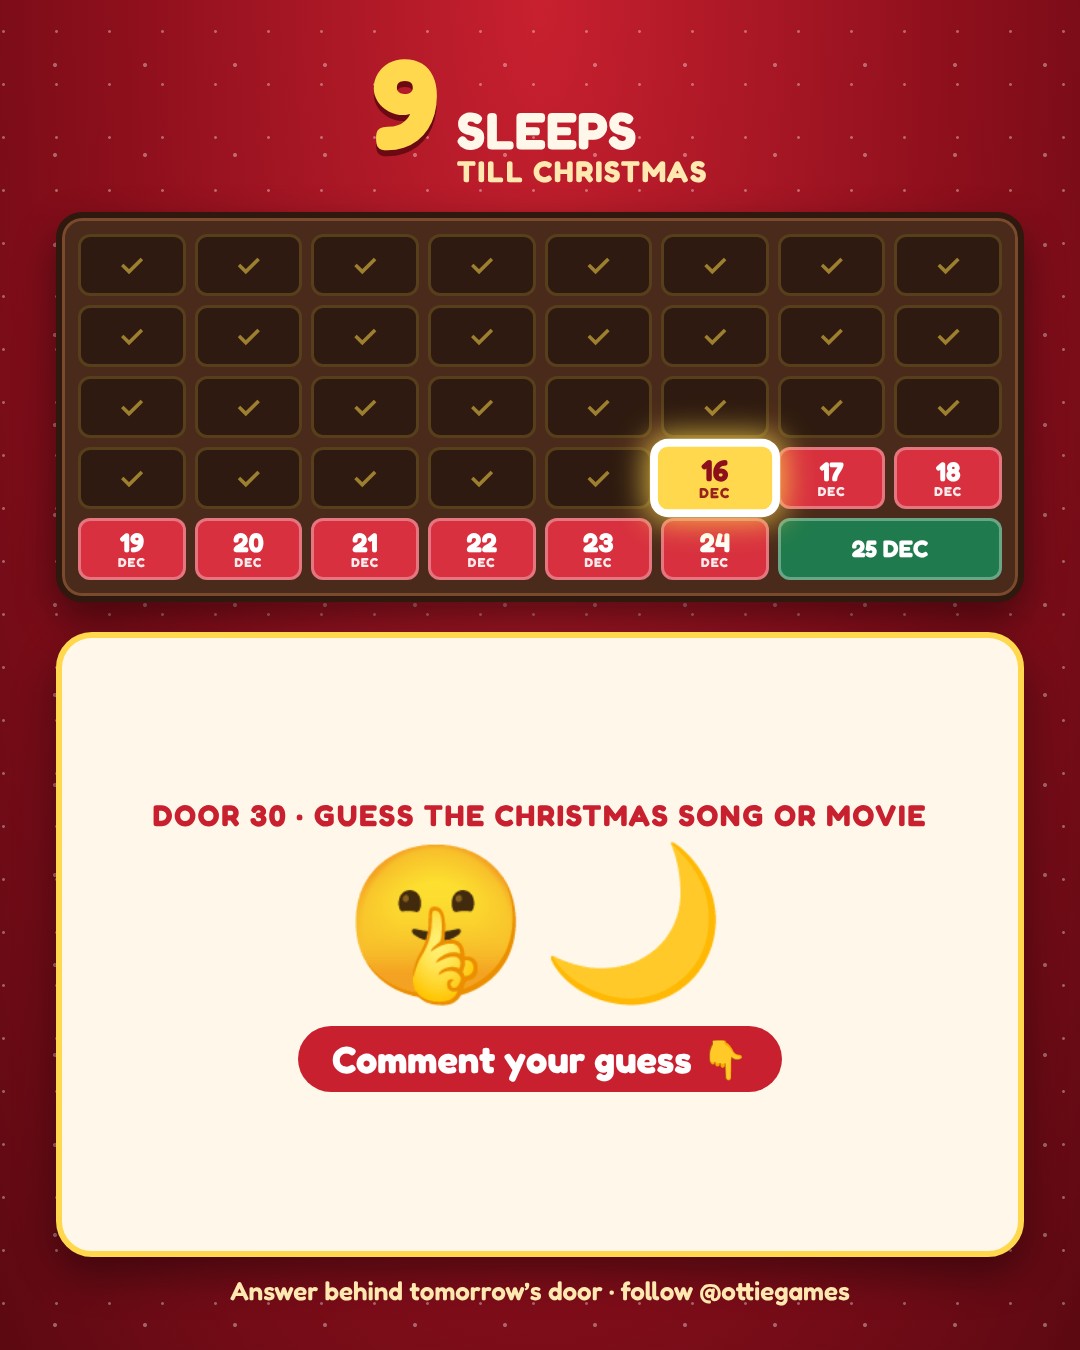 9 SLEEPS
TILL CHRISTMAS
16 DEC
17 DEC
18 DEC
19 DEC
20 DEC
21 DEC
22 DEC
23 DEC
24 DEC
25 DEC
DOOR 30 · GUESS THE CHRISTMAS SONG OR MOVIE
Comment your guess 👇
Answer behind tomorrow’s door · follow @ottiegames